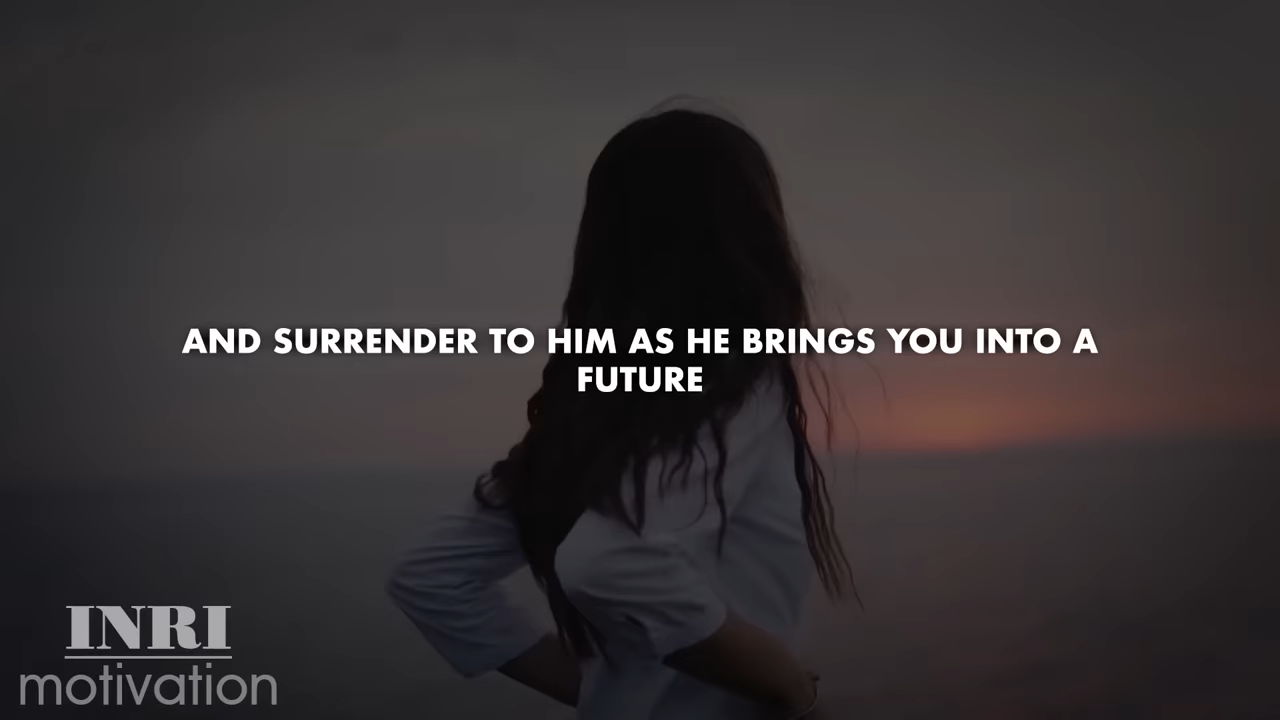 AND SURRENDER TO HIM AS HE BRINGS YOU INTO A
FUTURE
INRI
motivation